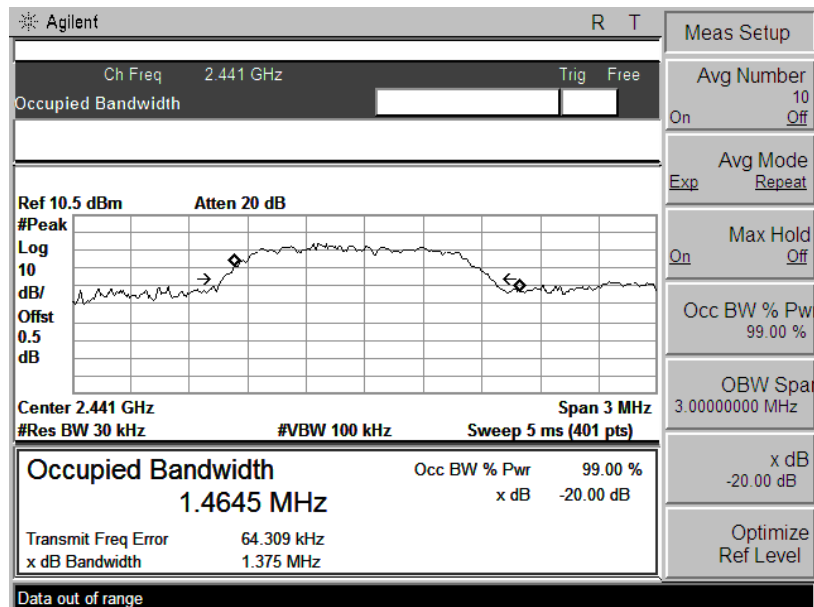 Agilent R T
Meas Setup
Ch Freq 2.441 GHz Trig Free
Occupied Bandwidth
Avg Number
10
On Off
Avg Mode
Exp Repeat
Ref 10.5 dBm Atten 20 dB
#Peak
Log
10
dB/
Offst
0.5
dB
Max Hold
On Off
Occ BW % Pwr
99.00 %
OBW Span
3.00000000 MHz
Center 2.441 GHz Span 3 MHz
#Res BW 30 kHz #VBW 100 kHz Sweep 5 ms (401 pts)
Occupied Bandwidth Occ BW % Pwr 99.00 %
1.4645 MHz x dB -20.00 dB
Transmit Freq Error 64.309 kHz
x dB Bandwidth 1.375 MHz
x dB
-20.00 dB
Optimize
Ref Level
Data out of range